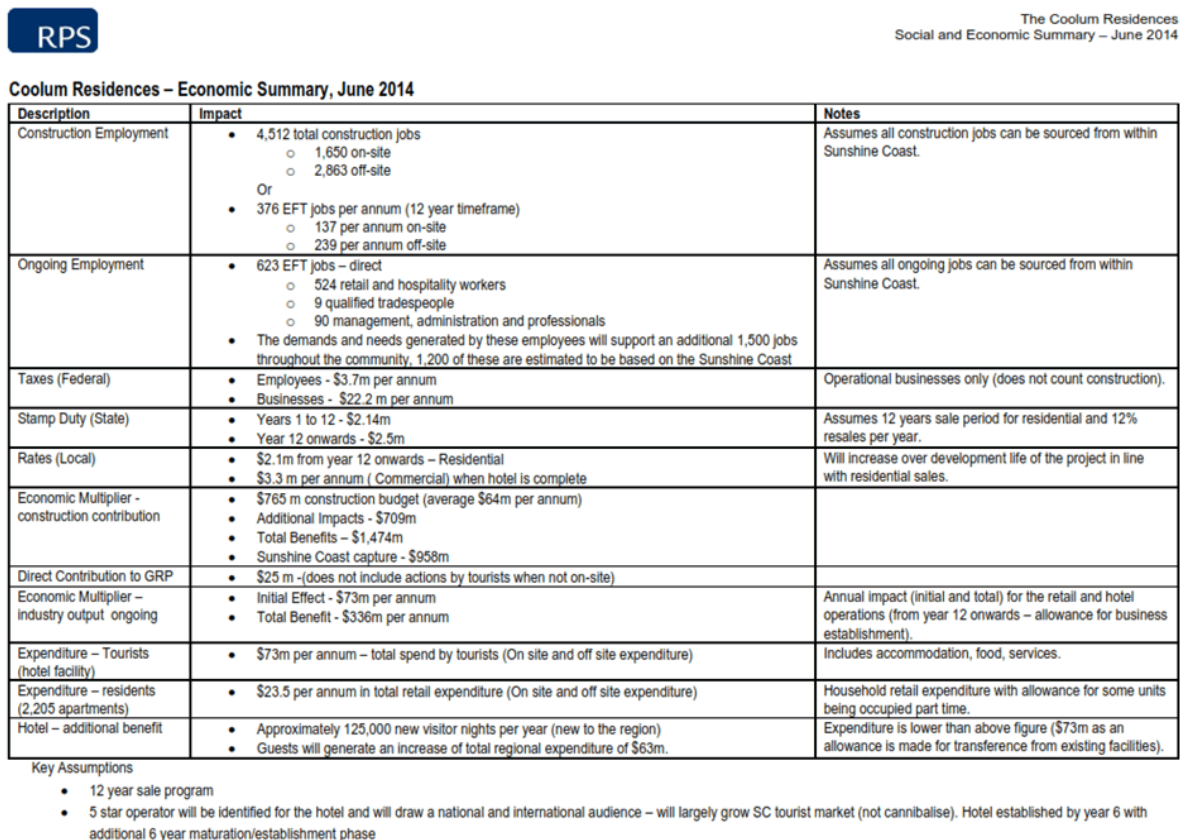 RPS
The Coolum Residences
Social and Economic Summary – June 2014
Coolum Residences – Economic Summary, June 2014
Description Impact Notes
Construction Employment
• 4,512 total construction jobs
o 1,650 on-site
o 2,863 off-site
Or
• 376 EFT jobs per annum (12 year timeframe)
o 137 per annum on-site
o 239 per annum off-site
Assumes all construction jobs can be sourced from within
Sunshine Coast.
Ongoing Employment
• 623 EFT jobs – direct
o 524 retail and hospitality workers
o 9 qualified tradespeople
o 90 management, administration and professionals
• The demands and needs generated by these employees will support an additional 1,500 jobs
throughout the community, 1,200 of these are estimated to be based on the Sunshine Coast
Assumes all ongoing jobs can be sourced from within
Sunshine Coast.
Taxes (Federal)
• Employees - $3.7m per annum
• Businesses - $22.2 m per annum
Operational businesses only (does not count construction).
Stamp Duty (State)
• Years 1 to 12 - $2.14m
• Year 12 onwards - $2.5m
Assumes 12 years sale period for residential and 12%
resales per year.
Rates (Local)
• $2.1m from year 12 onwards – Residential
• $3.3 m per annum ( Commercial) when hotel is complete
Will increase over development life of the project in line
with residential sales.
Economic Multiplier -
construction contribution
• $765 m construction budget (average $64m per annum)
• Additional Impacts - $709m
• Total Benefits – $1,474m
• Sunshine Coast capture - $958m
Direct Contribution to GRP
• $25 m -(does not include actions by tourists when not on-site)
Economic Multiplier –
industry output ongoing
• Initial Effect - $73m per annum
• Total Benefit - $336m per annum
Annual impact (initial and total) for the retail and hotel
operations (from year 12 onwards – allowance for business
establishment).
Expenditure – Tourists
(hotel facility)
• $73m per annum – total spend by tourists (On site and off site expenditure)
Includes accommodation, food, services.
Expenditure – residents
(2,205 apartments)
• $23.5 per annum in total retail expenditure (On site and off site expenditure)
Household retail expenditure with allowance for some units
being occupied part time.
Hotel – additional benefit
• Approximately 125,000 new visitor nights per year (new to the region)
• Guests will generate an increase of total regional expenditure of $63m.
Expenditure is lower than above figure ($73m as an
allowance is made for transference from existing facilities).
Key Assumptions
• 12 year sale program
• 5 star operator will be identified for the hotel and will draw a national and international audience – will largely grow SC tourist market (not cannibalise). Hotel established by year 6 with
additional 6 year maturation/establishment phase